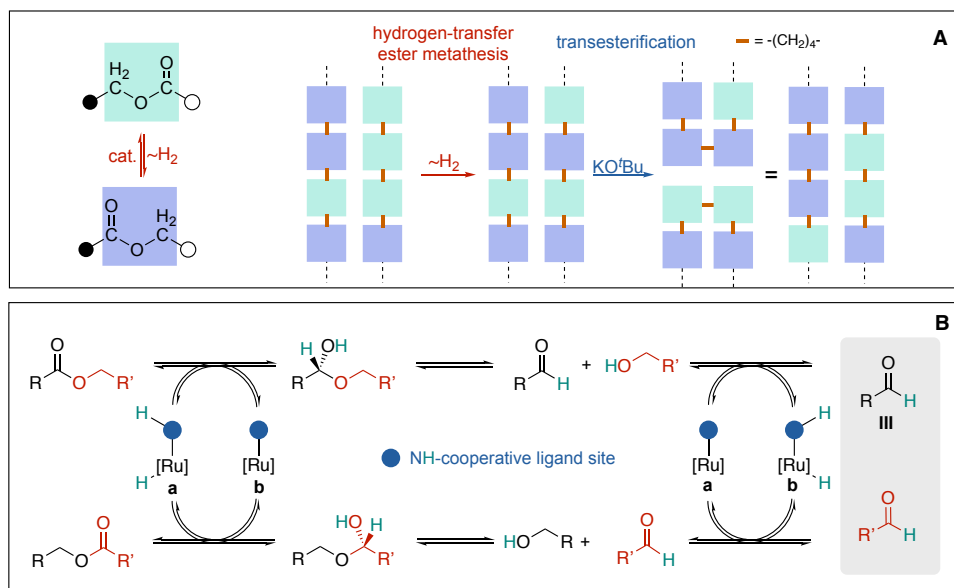 hydrogen-transfer
ester metathesis
transesterification
= -(CH2)4-
A
H2
C
O
C
O
cat.
~H2
O
C
H2
C
O
~H2
KOᵗBu
=
B
O
R
O
R'
H
OH
R
O
R'
O
R
H
+
HO
R'
O
R
H
III
H
[Ru]
H
a
[Ru]
b
NH-cooperative ligand site
[Ru]
a
H
[Ru]
H
b
R
O
O
R'
HO
H
R
O
R'
HO
R
+
O
R'
H
O
R'
H